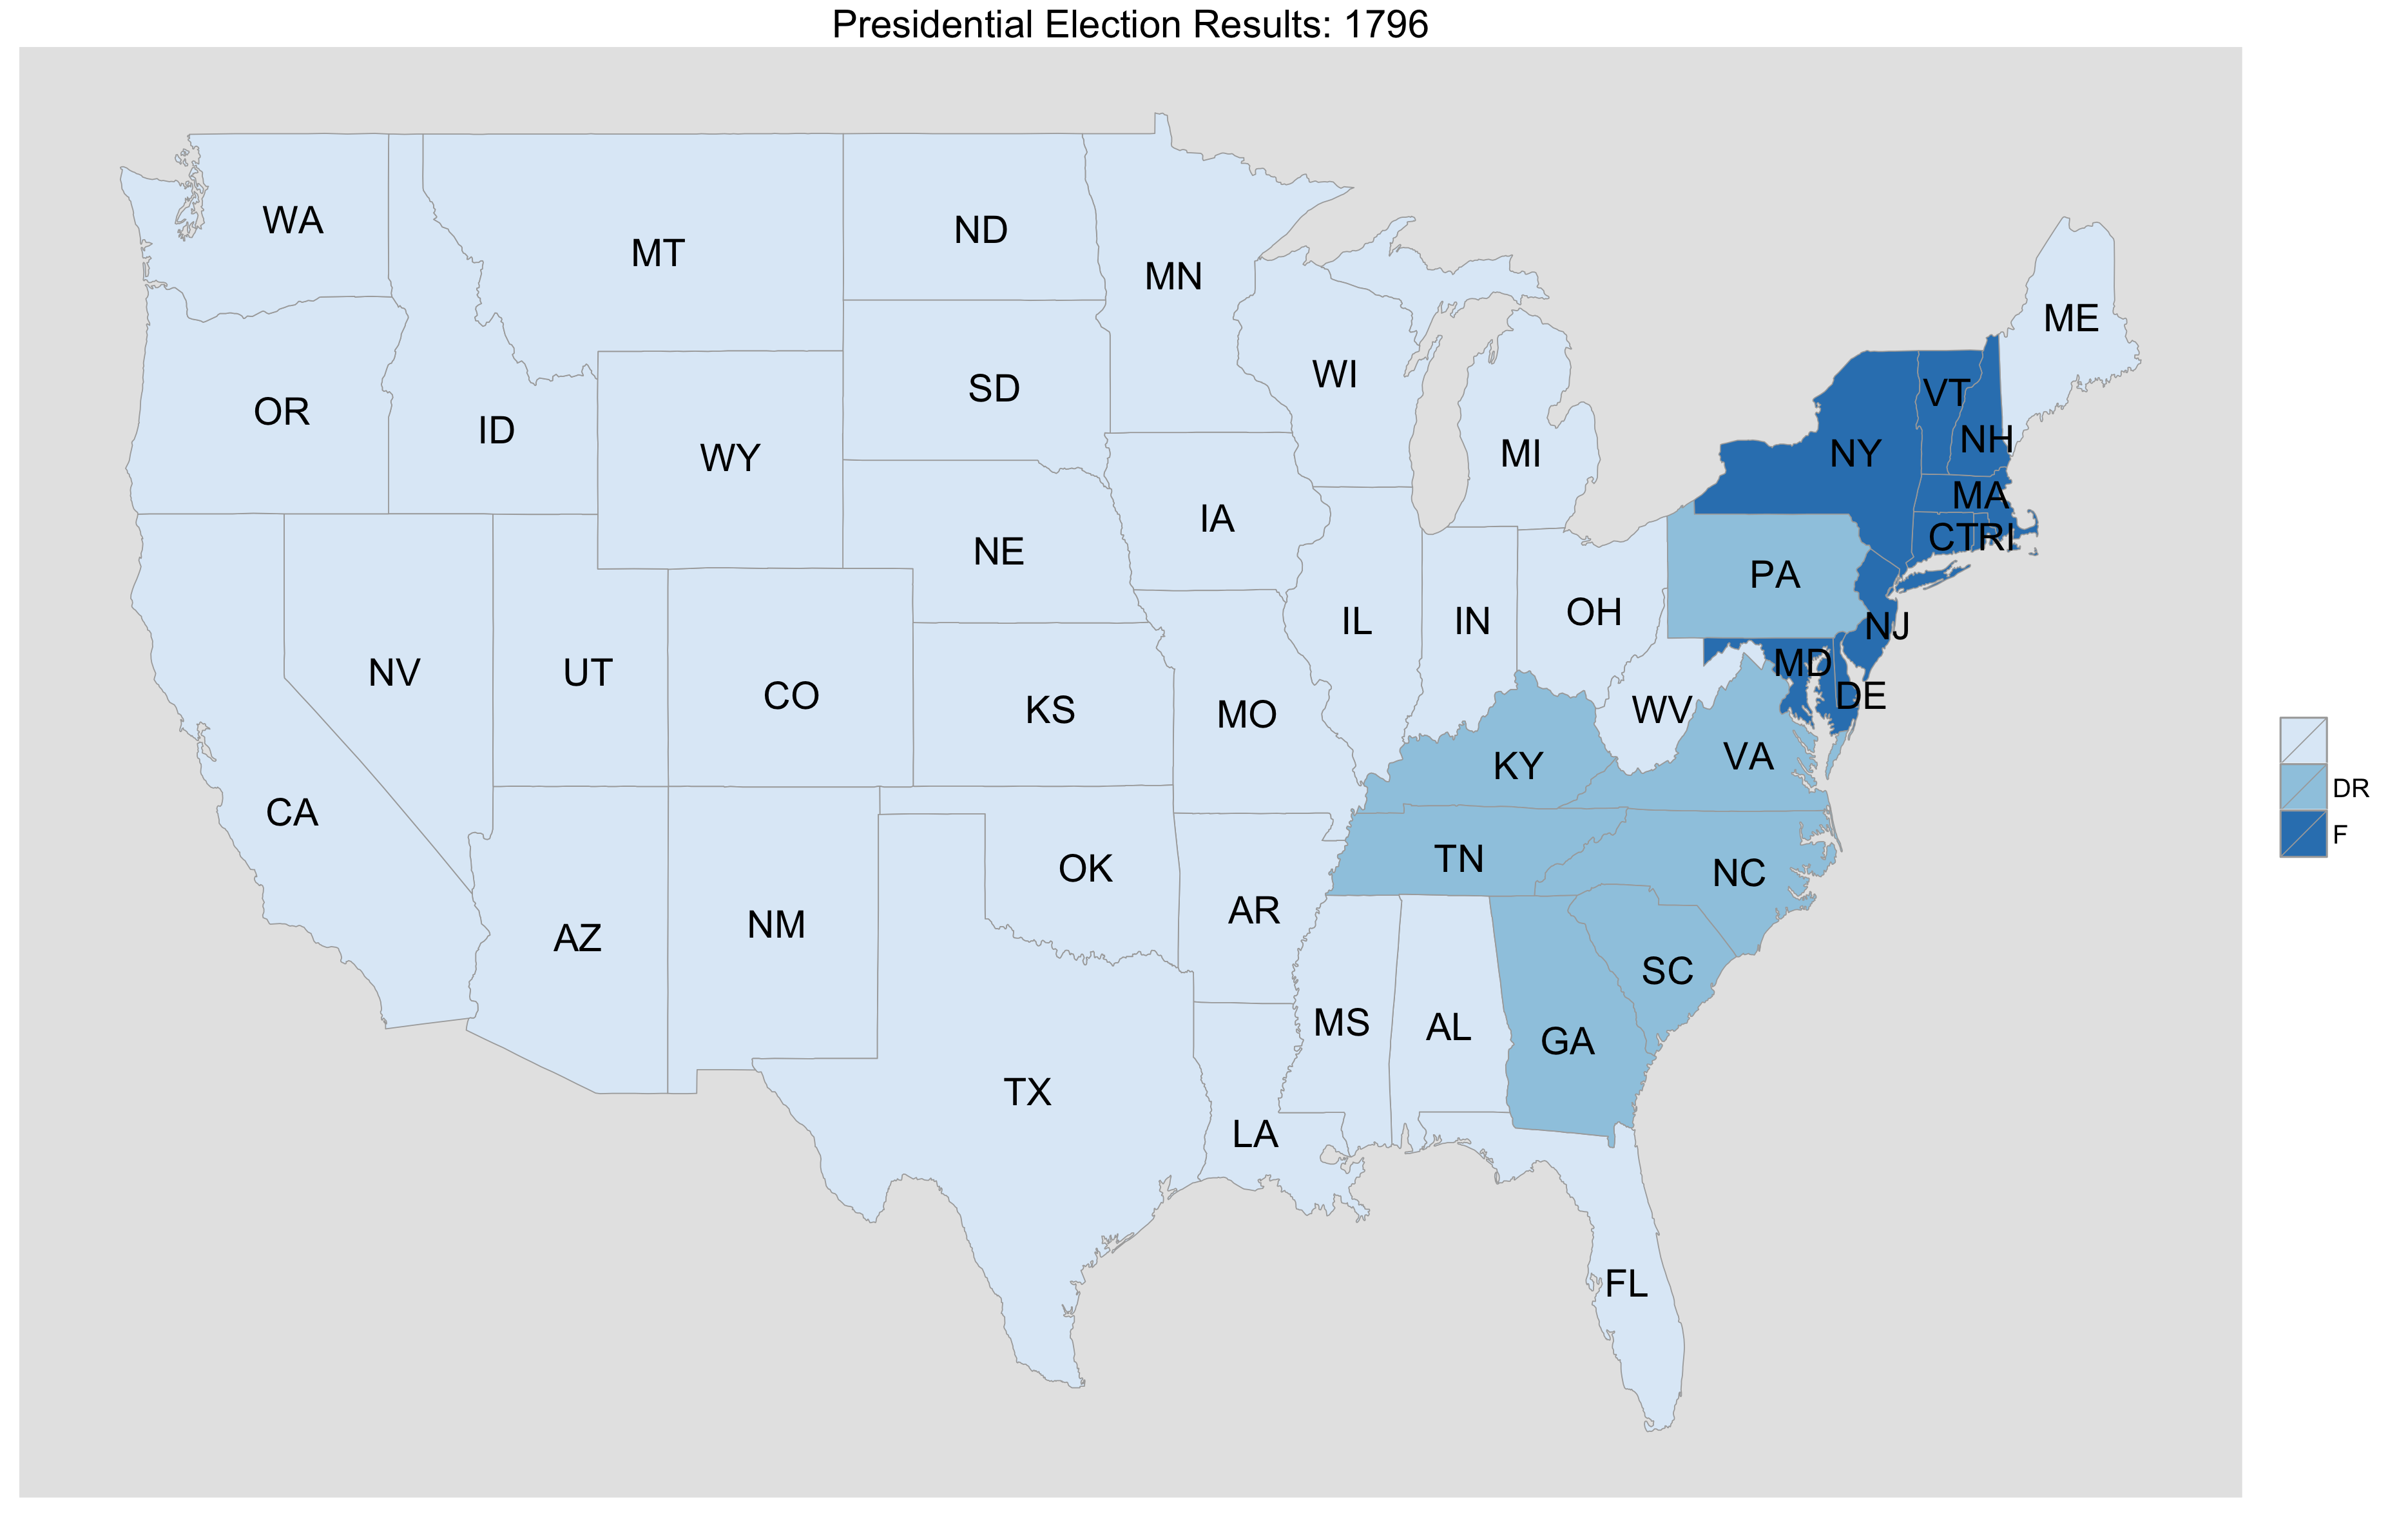 Presidential Election Results: 1796
WA
MT
ND
MN
ME
OR
ID
WY
SD
WI
MI
VT
NH
NY
MA
CT
RI
IA
NE
PA
NJ
NV
UT
CO
KS
MO
IL
IN
OH
MD
DE
WV
VA
KY
CA
AZ
NM
OK
AR
TN
NC
SC
MS
AL
GA
TX
LA
FL
DR
F